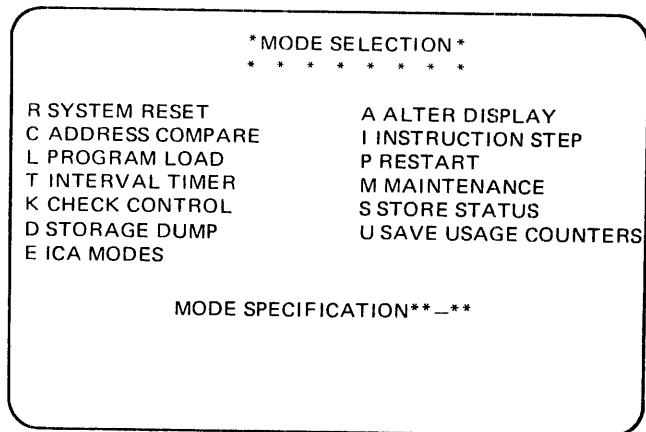 *MODE SELECTION*
* * * * * * * *
R SYSTEM RESET
C ADDRESS COMPARE
L PROGRAM LOAD
T INTERVAL TIMER
K CHECK CONTROL
D STORAGE DUMP
E ICA MODES
A ALTER DISPLAY
I INSTRUCTION STEP
P RESTART
M MAINTENANCE
S STORE STATUS
U SAVE USAGE COUNTERS
MODE SPECIFICATION**–**